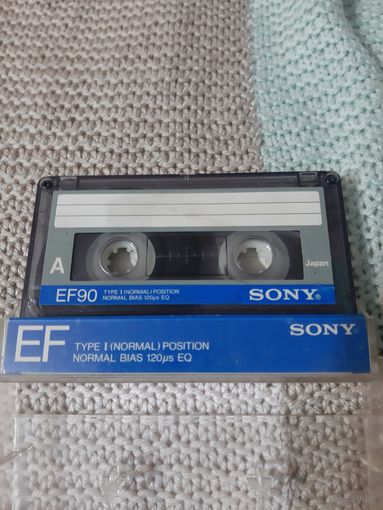 A
Japan
EF90 TYPE I (NORMAL) POSITION
NORMAL BIAS 120µs EQ
SONY®
EF TYPE I (NORMAL) POSITION
NORMAL BIAS 120µs EQ
SONY